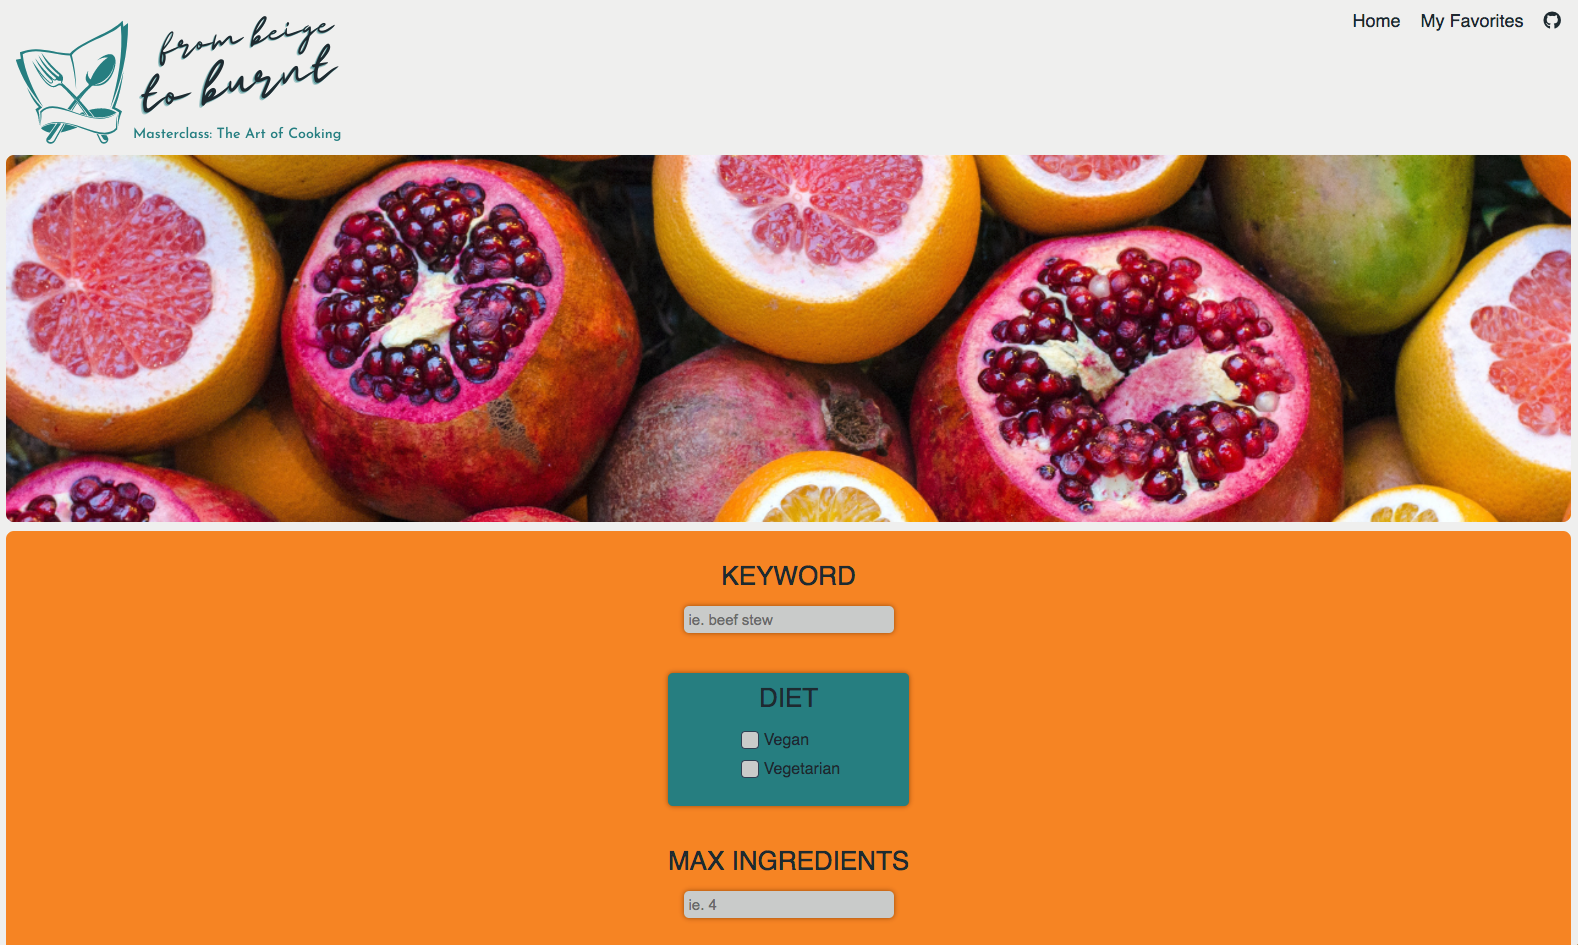 Home My Favorites
from beige
to burnt
Masterclass: The Art of Cooking
KEYWORD
ie. beef stew
DIET
Vegan
Vegetarian
MAX INGREDIENTS
ie. 4